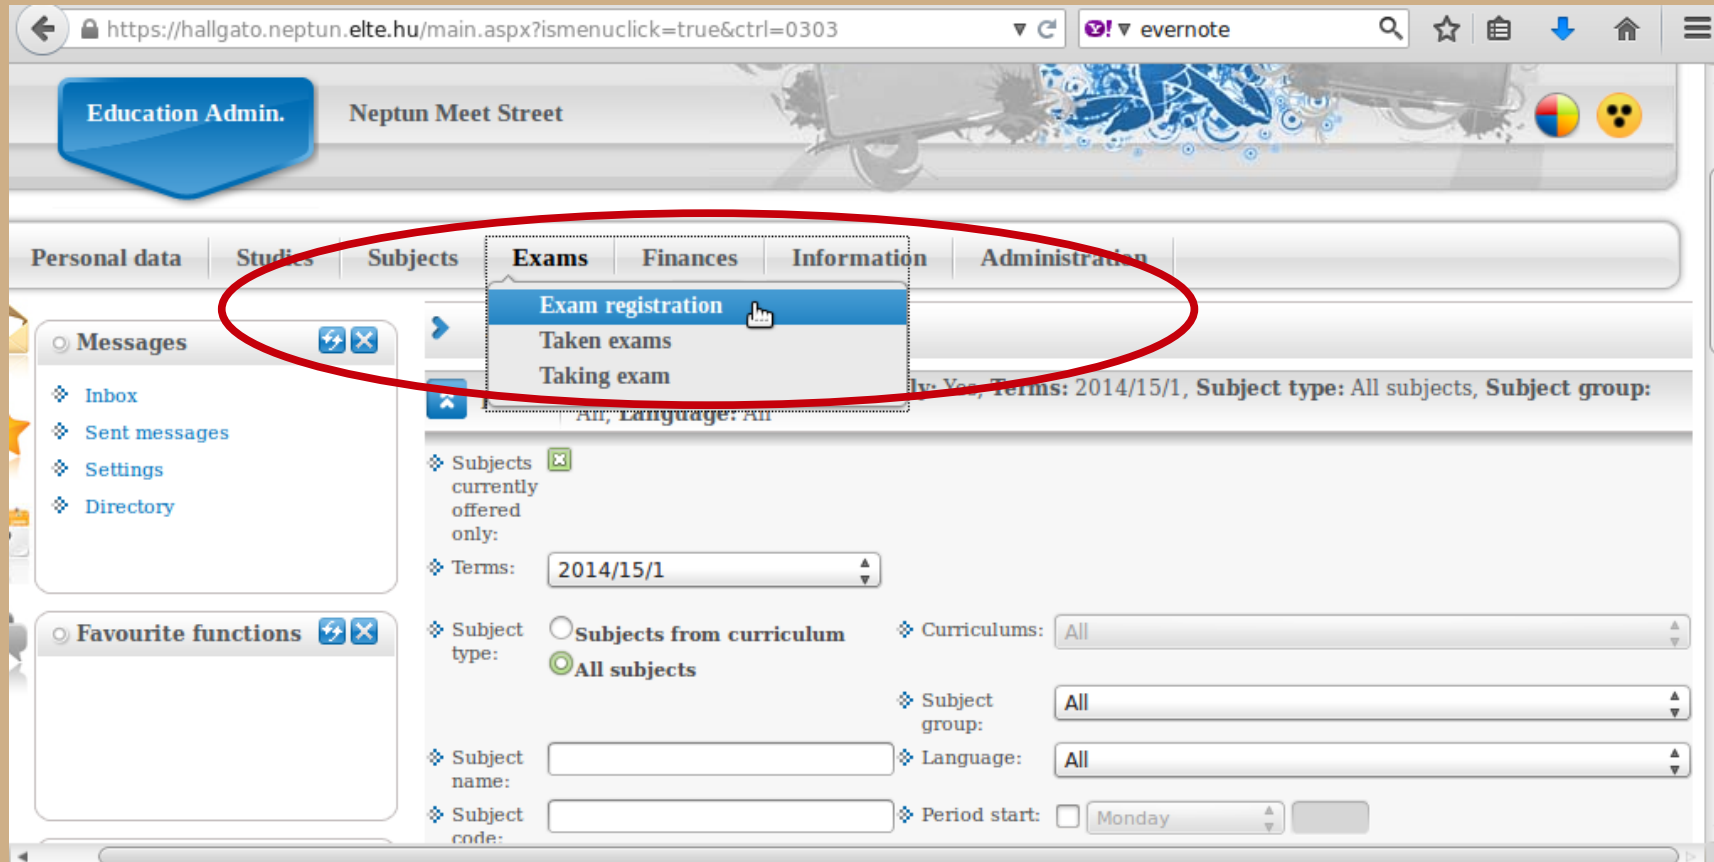 https://hallgato.neptun.elte.hu/main.aspx?ismenuclick=true&ctrl=0303
evernote
Education Admin.
Neptun Meet Street
Personal data
Studies
Subjects
Exams
Finances
Information
Administration
Exam registration
Taken exams
Taking exam
Messages
Inbox
Sent messages
Settings
Directory
Favourite functions
ly: Yes, Terms: 2014/15/1, Subject type: All subjects, Subject group:
All, Language: All
Subjects
currently
offered
only:
Terms: 2014/15/1
Subject
type:
Subjects from curriculum
All subjects
Curriculums: All
Subject
group:
All
Subject
name:
Language: All
Subject
code:
Period start: Monday